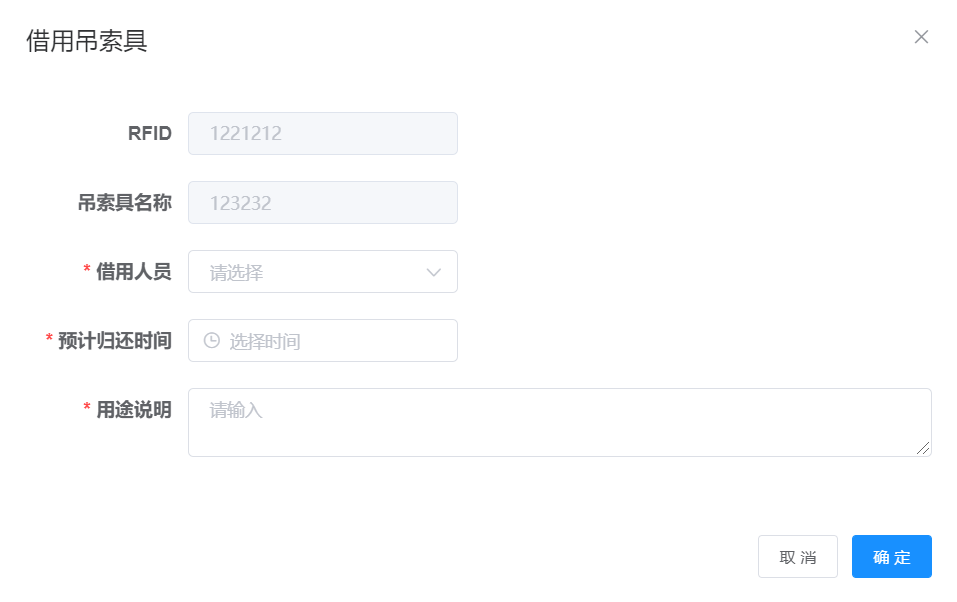 借用吊索具
RFID 1221212
吊索具名称 123232
* 借用人员 请选择
* 预计归还时间 选择时间
* 用途说明 请输入
取消 确定